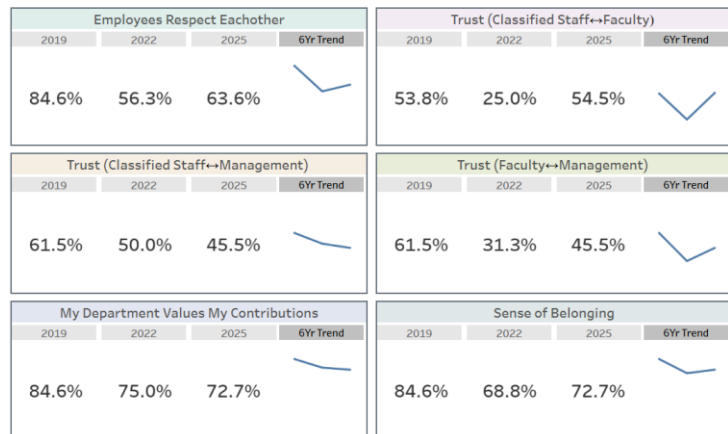 Employees Respect Eachother
2019 2022 2025 6Yr Trend
84.6% 56.3% 63.6%
Trust (Classified Staff↔Faculty)
2019 2022 2025 6Yr Trend
53.8% 25.0% 54.5%
Trust (Classified Staff↔Management)
2019 2022 2025 6Yr Trend
61.5% 50.0% 45.5%
Trust (Faculty↔Management)
2019 2022 2025 6Yr Trend
61.5% 31.3% 45.5%
My Department Values My Contributions
2019 2022 2025 6Yr Trend
84.6% 75.0% 72.7%
Sense of Belonging
2019 2022 2025 6Yr Trend
84.6% 68.8% 72.7%